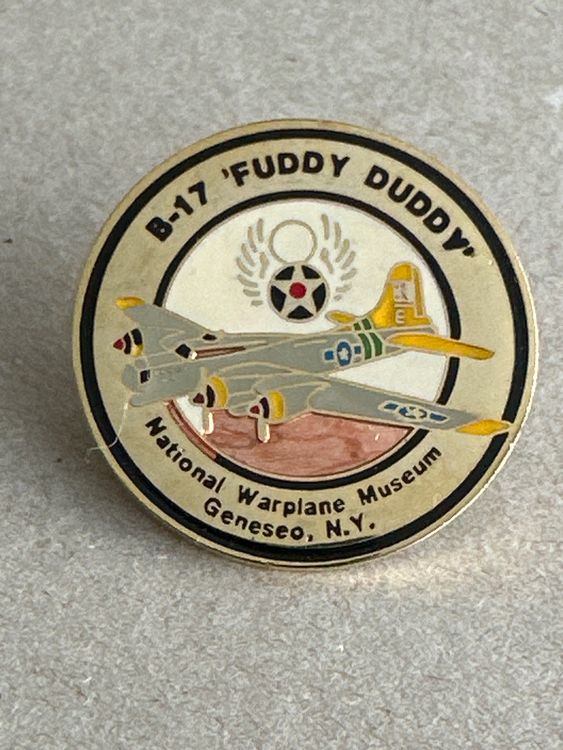 B-17 'FUDDY DUDDY'
E
National Warplane Museum
Geneseo, N.Y.